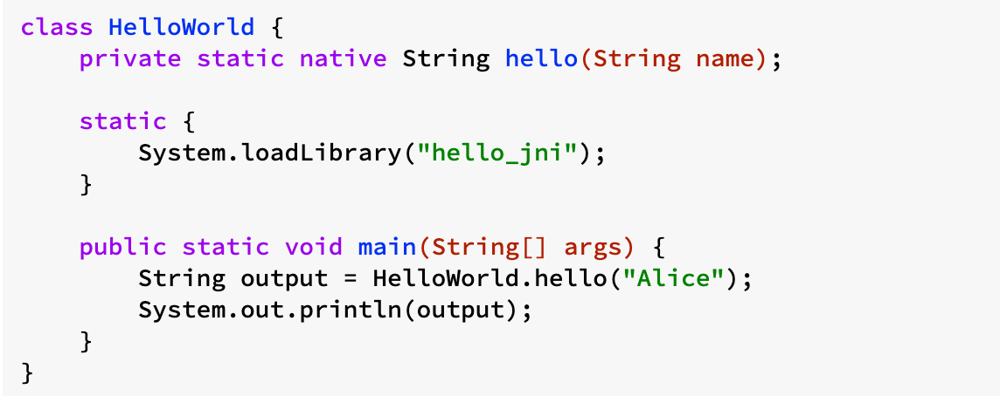 class HelloWorld {
    private static native String hello(String name);

    static {
        System.loadLibrary("hello_jni");
    }

    public static void main(String[] args) {
        String output = HelloWorld.hello("Alice");
        System.out.println(output);
    }
}